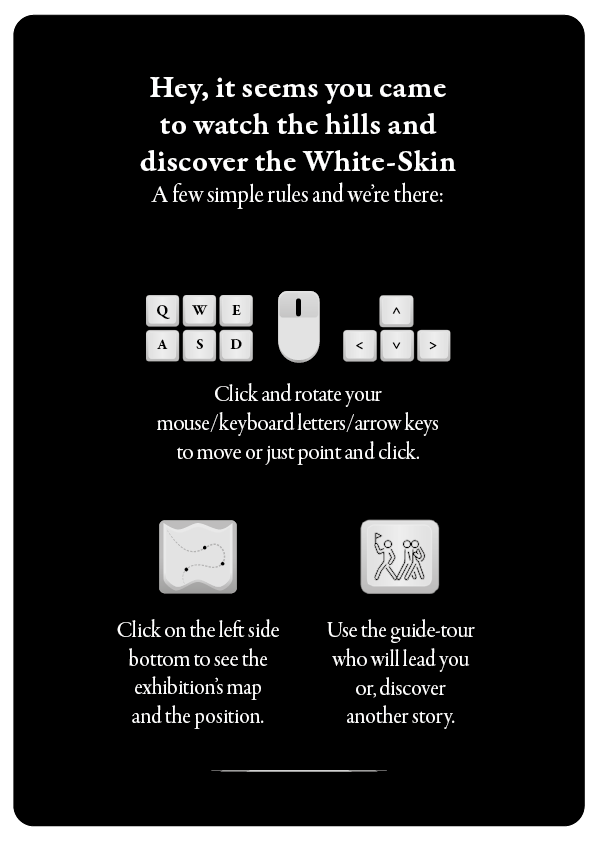 Hey, it seems you came
to watch the hills and
discover the White-Skin
A few simple rules and we're there:
Q W E ^
A S D < v >
Click and rotate your
mouse/keyboard letters/arrow keys
to move or just point and click.
Click on the left side
bottom to see the
exhibition's map
and the position.
Use the guide-tour
who will lead you
or, discover
another story.